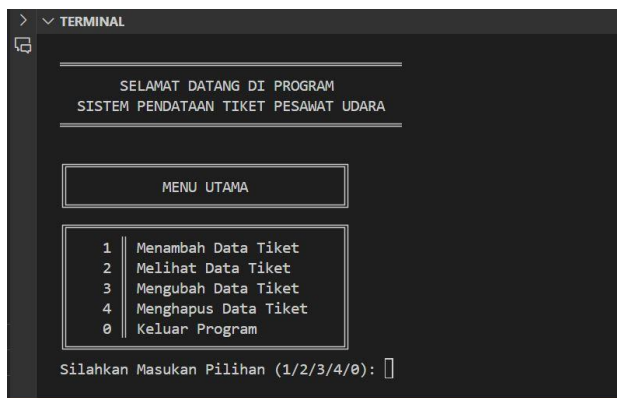 TERMINAL
SELAMAT DATANG DI PROGRAM
SISTEM PENDATAAN TIKET PESAWAT UDARA
MENU UTAMA
1 ║ Menambah Data Tiket
2 ║ Melihat Data Tiket
3 ║ Mengubah Data Tiket
4 ║ Menghapus Data Tiket
0 ║ Keluar Program
Silahkan Masukan Pilihan (1/2/3/4/0):